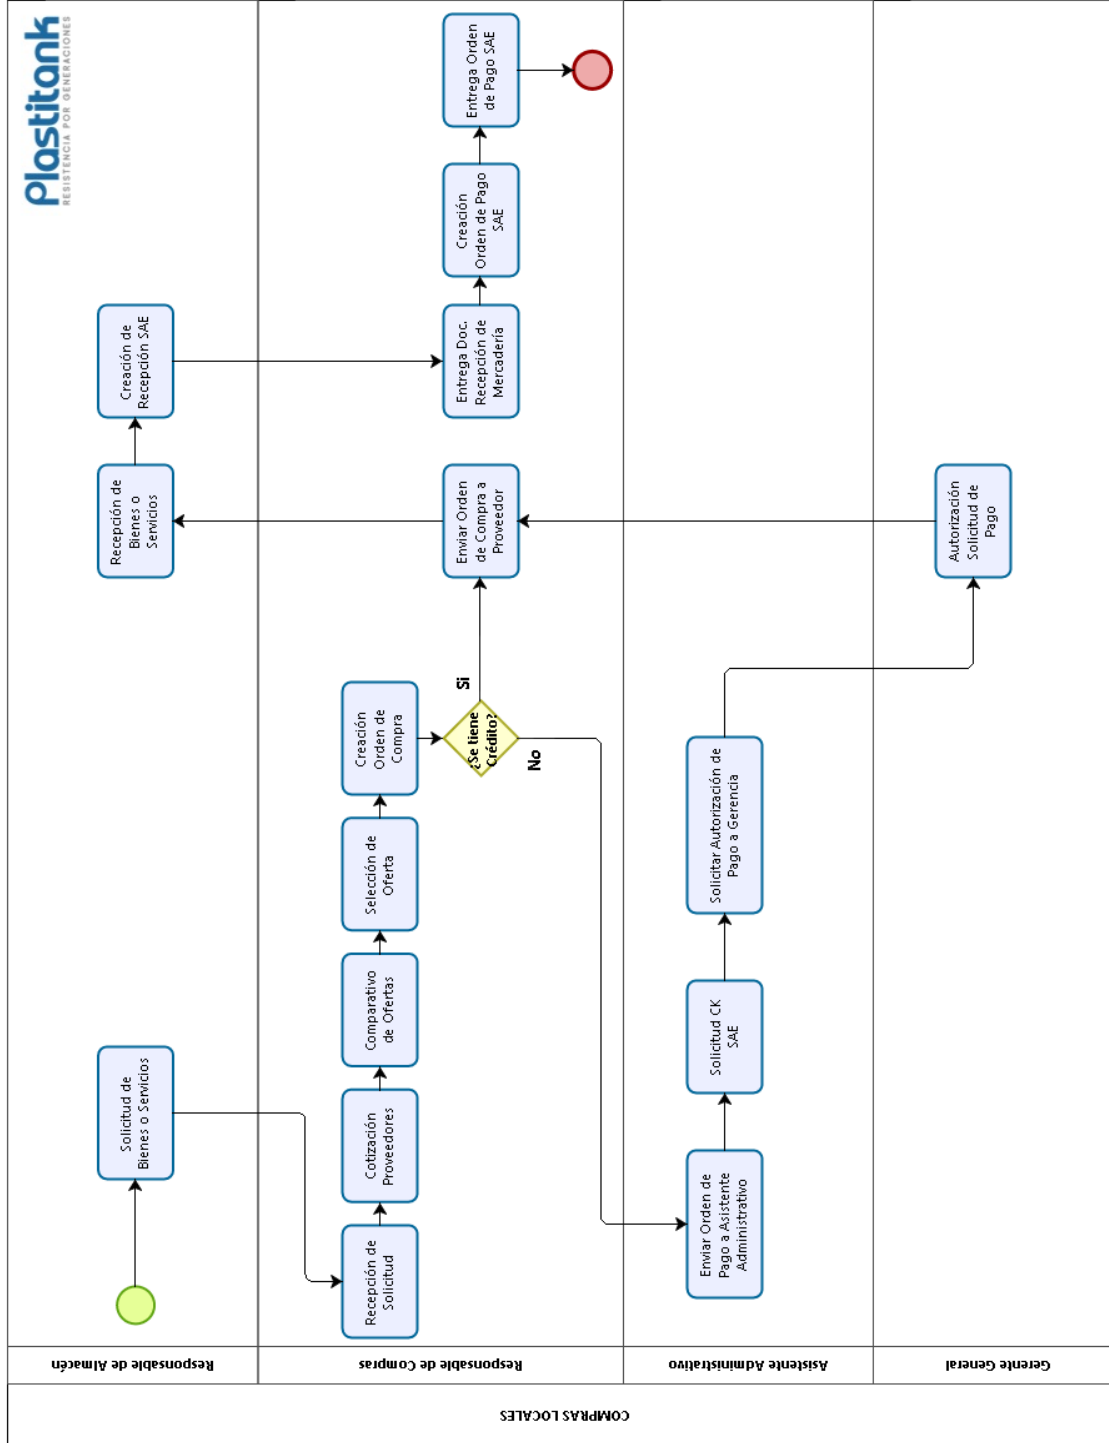 Plastitank
RESISTENCIA POR GENERACIONES
COMPRAS LOCALES
Responsable de Almacén
Solicitud de
Bienes o Servicios
Recepción de
Bienes o
Servicios
Creación de
Recepción SAE
Responsable de Compras
Recepción de
Solicitud
Cotización
Proveedores
Comparativo
de Ofertas
Selección de
Oferta
Creación
Orden de
Compra
¿Se tiene
Crédito?
Si
No
Enviar Orden
de Compra a
Proveedor
Entrega Doc.
Recepción de
Mercadería
Creación
Orden de Pago
SAE
Entrega Orden
de Pago SAE
Asistente Administrativo
Enviar Orden de
Pago a Asistente
Administrativo
Solicitud CK
SAE
Solicitar Autorización de
Pago a Gerencia
Gerente General
Autorización
Solicitud de
Pago